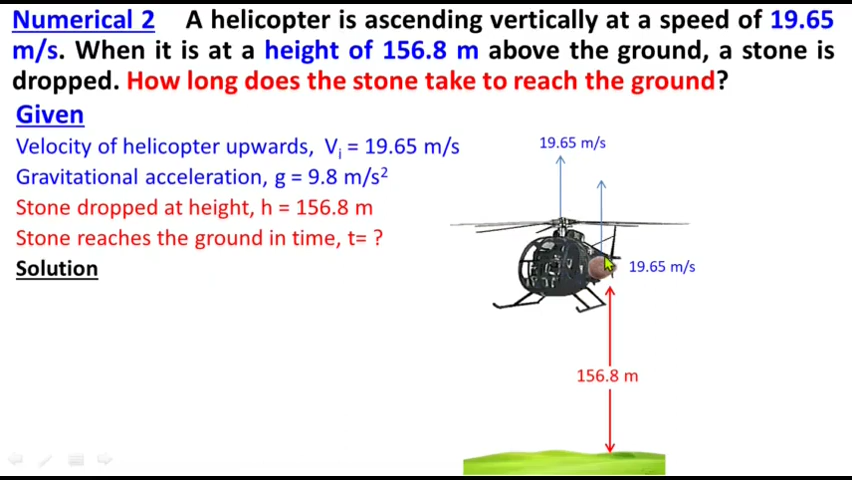 Numerical 2 A helicopter is ascending vertically at a speed of 19.65
m/s. When it is at a height of 156.8 m above the ground, a stone is
dropped. How long does the stone take to reach the ground?
Given
Velocity of helicopter upwards, Vi = 19.65 m/s
Gravitational acceleration, g = 9.8 m/s²
Stone dropped at height, h = 156.8 m
Stone reaches the ground in time, t= ?
Solution
19.65 m/s
19.65 m/s
156.8 m